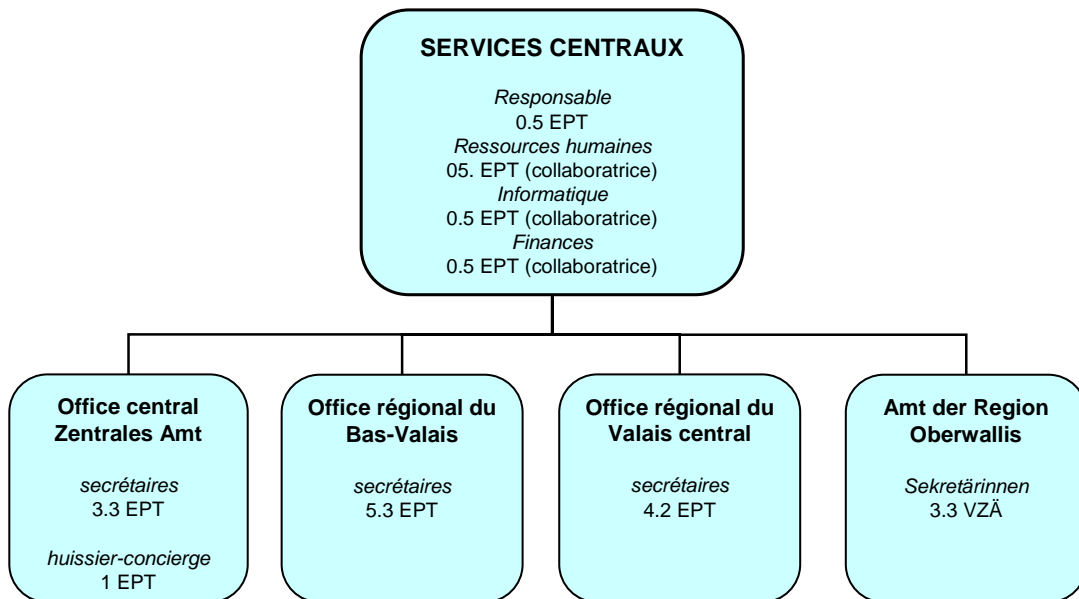 SERVICES CENTRAUX
Responsable
0.5 EPT
Ressources humaines
05. EPT (collaboratrice)
Informatique
0.5 EPT (collaboratrice)
Finances
0.5 EPT (collaboratrice)
Office central
Zentrales Amt
secrétaires
3.3 EPT
huissier-concierge
1 EPT
Office régional du
Bas-Valais
secrétaires
5.3 EPT
Office régional du
Valais central
secrétaires
4.2 EPT
Amt der Region
Oberwallis
Sekretärinnen
3.3 VZÄ